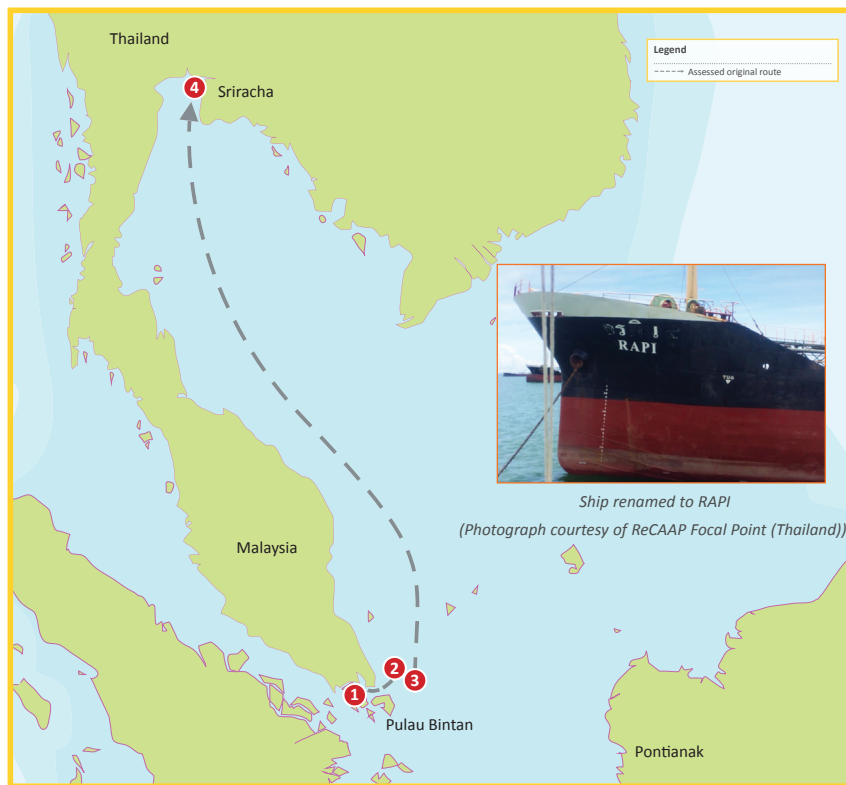 Thailand
4
Sriracha
Legend
Assessed original route
RAPI
TUG
Ship renamed to RAPI
(Photograph courtesy of ReCAAP Focal Point (Thailand))
Malaysia
2
3
1
Pulau Bintan
Pontianak